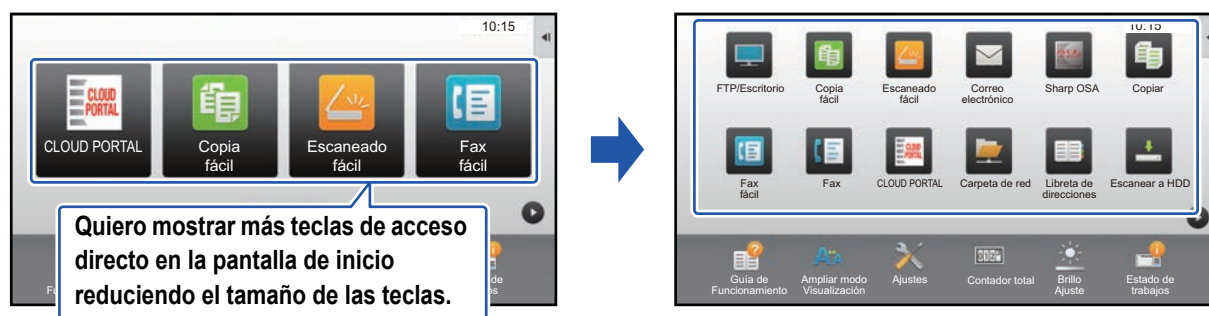 10:15
CLOUD
PORTAL
CLOUD PORTAL
Copia
fácil
Escaneado
fácil
Fax
fácil
Quiero mostrar más teclas de acceso
directo en la pantalla de inicio
reduciendo el tamaño de las teclas.
10:15
FTP/Escritorio
Copia
fácil
Escaneado
fácil
Correo
electrónico
Sharp OSA
Copiar
Fax
fácil
Fax
CLOUD PORTAL
Carpeta de red
Libreta de
direcciones
Escanear a HDD
Guía de
Funcionamiento
Ampliar modo
Visualización
Ajustes
Contador total
Brillo
Ajuste
Estado de
trabajos